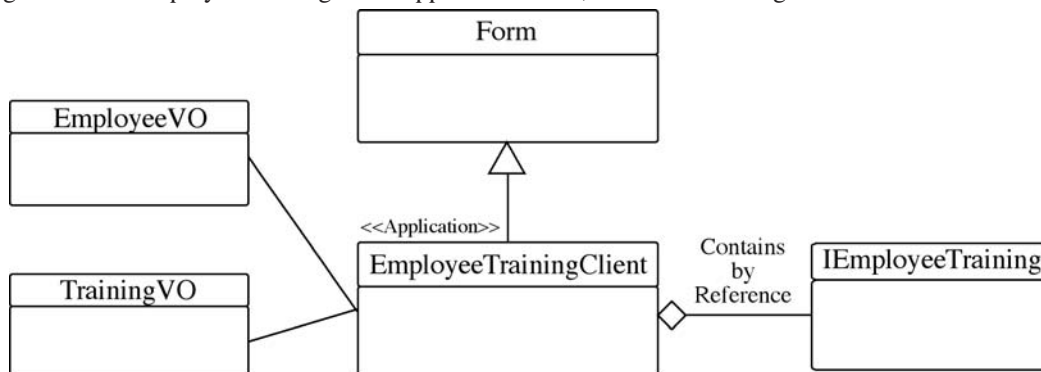 Form
EmployeeVO
<<Application>>
EmployeeTrainingClient
Contains
by
Reference
IEmployeeTraining
TrainingVO